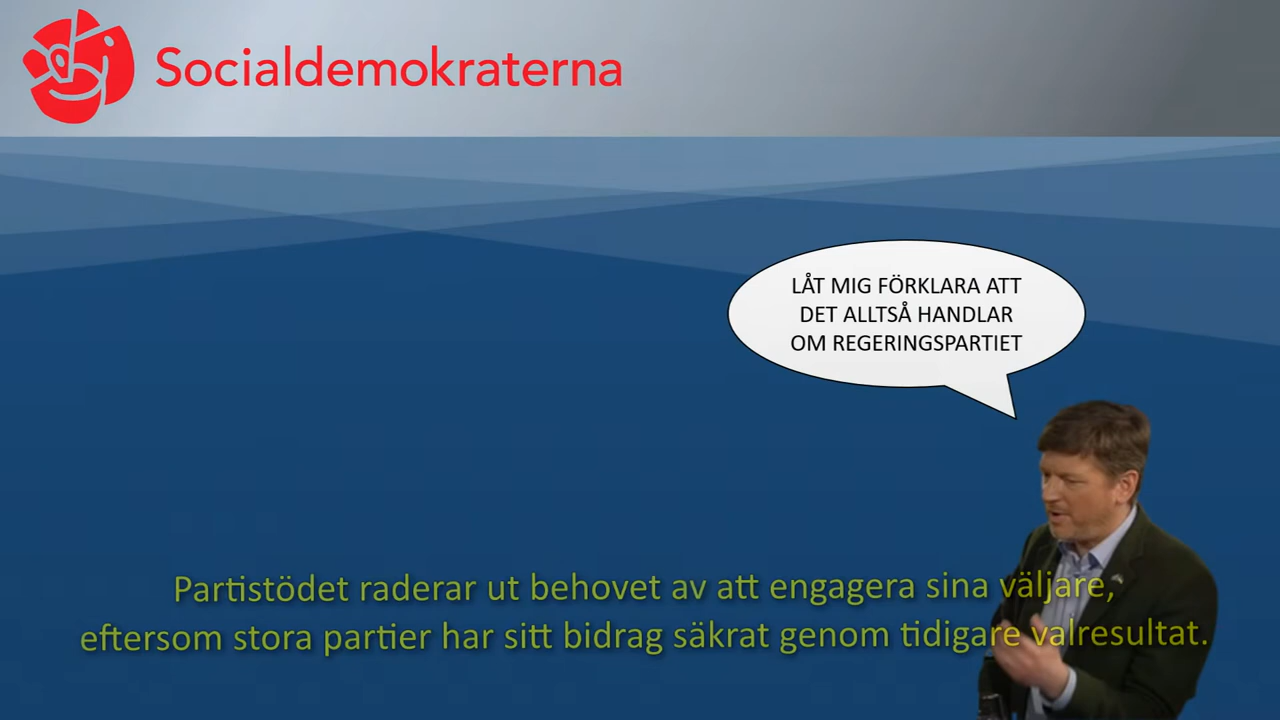 Socialdemokraterna
LÅT MIG FÖRKLARA ATT
DET ALLTSÅ HANDLAR
OM REGERINGSPARTIET
Partistödet raderar ut behovet av att engagera sina väljare,
eftersom stora partier har sitt bidrag säkrat genom tidigare valresultat.